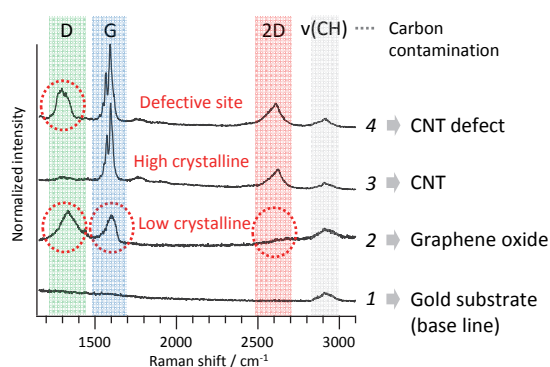 D G 2D ν(CH) Carbon contamination
Defective site
4 CNT defect
High crystalline
3 CNT
Low crystalline
2 Graphene oxide
1 Gold substrate
(base line)
Normalized intensity
1500 2000 2500 3000
Raman shift / cm⁻¹